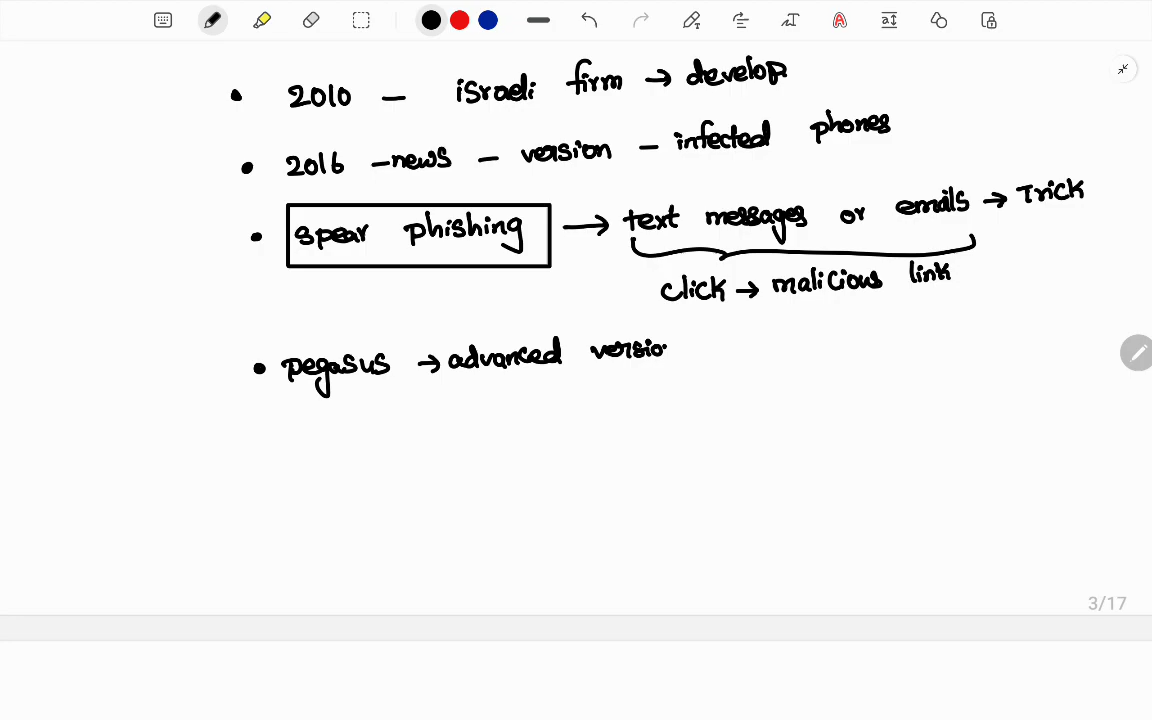 • 2010 — israeli firm → develop
• 2016 – news – version – infected phones
• spear phishing → text messages or emails → Trick
click → malicious link
• pegasus → advanced versio
3/17